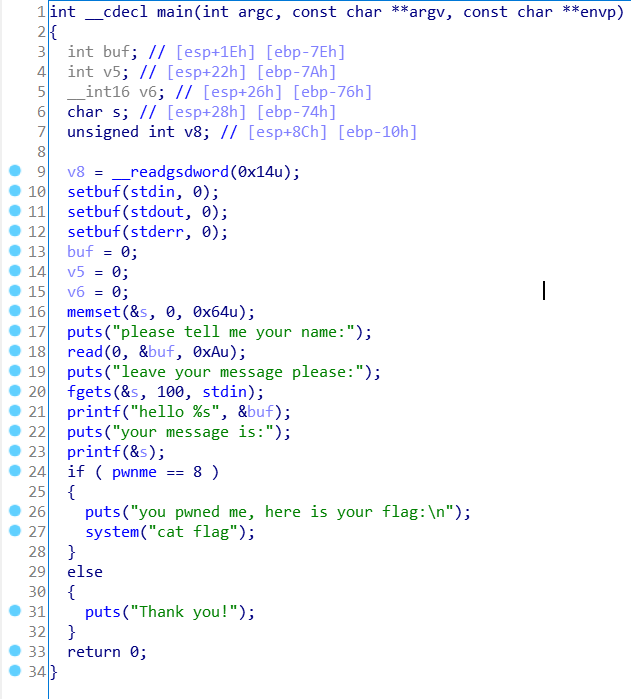 1 int __cdecl main(int argc, const char **argv, const char **envp)
2 {
3   int buf; // [esp+1Eh] [ebp-7Eh]
4   int v5; // [esp+22h] [ebp-7Ah]
5   __int16 v6; // [esp+26h] [ebp-76h]
6   char s; // [esp+28h] [ebp-74h]
7   unsigned int v8; // [esp+8Ch] [ebp-10h]
8
9   v8 = __readgsdword(0x14u);
10   setbuf(stdin, 0);
11   setbuf(stdout, 0);
12   setbuf(stderr, 0);
13   buf = 0;
14   v5 = 0;
15   v6 = 0;
16   memset(&s, 0, 0x64u);
17   puts("please tell me your name:");
18   read(0, &buf, 0xAu);
19   puts("leave your message please:");
20   fgets(&s, 100, stdin);
21   printf("hello %s", &buf);
22   puts("your message is:");
23   printf(&s);
24   if ( pwnme == 8 )
25   {
26     puts("you pwned me, here is your flag:\n");
27     system("cat flag");
28   }
29   else
30   {
31     puts("Thank you!");
32   }
33   return 0;
34 }